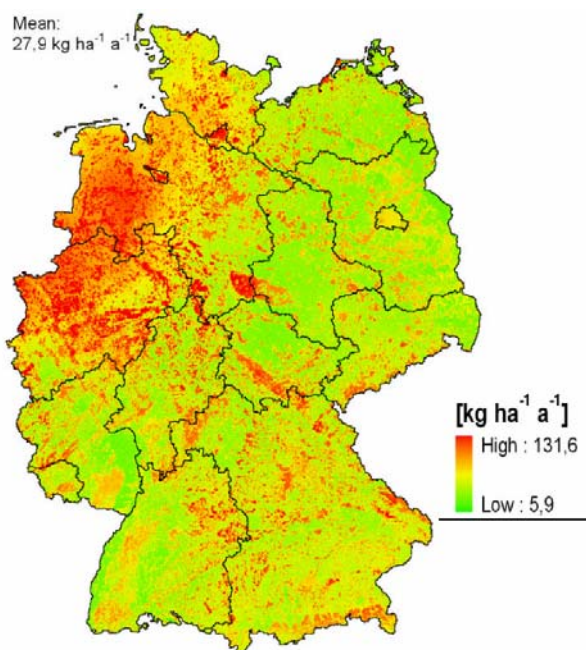 Mean:
27,9 kg ha⁻¹ a⁻¹
[kg ha⁻¹ a⁻¹]
High : 131,6
Low : 5,9